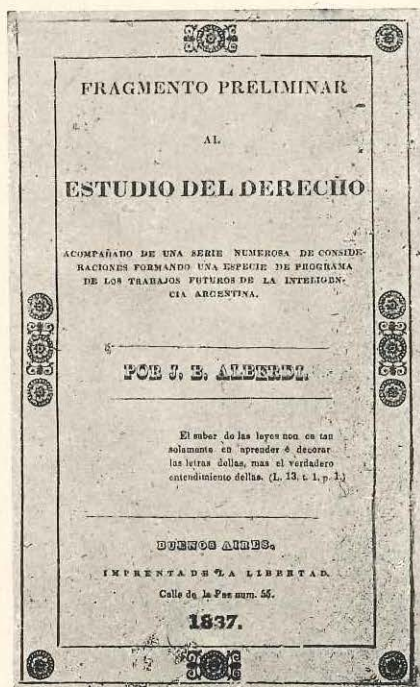 FRAGMENTO PRELIMINAR
AL
ESTUDIO DEL DERECHO
ACOMPAÑADO DE UNA SERIE NUMEROSA DE CONSIDE-
RACIONES FORMANDO UNA ESPECIE DE PROGRAMA
DE LOS TRABAJOS FUTUROS DE LA INTELIGEN-
CIA ARGENTINA.
POR J. B. ALBERDI.
El saber de las leyes non es tan
solamente en aprender é decorar
las letras dellas, mas el verdadero
entendimiento dellas. (L. 13. t. 1. p. 1.)
BUENOS AIRES.
IMPRENTA DE LA LIBERTAD.
Calle de la Paz num. 55.
1837.